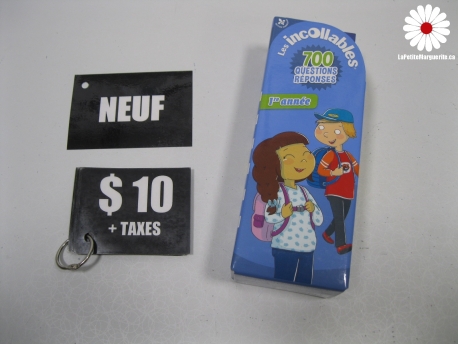 NEUF
$ 10
+ TAXES
Les incollables
700
QUESTIONS
RÉPONSES
1re année
LaPetiteMarguerite.ca